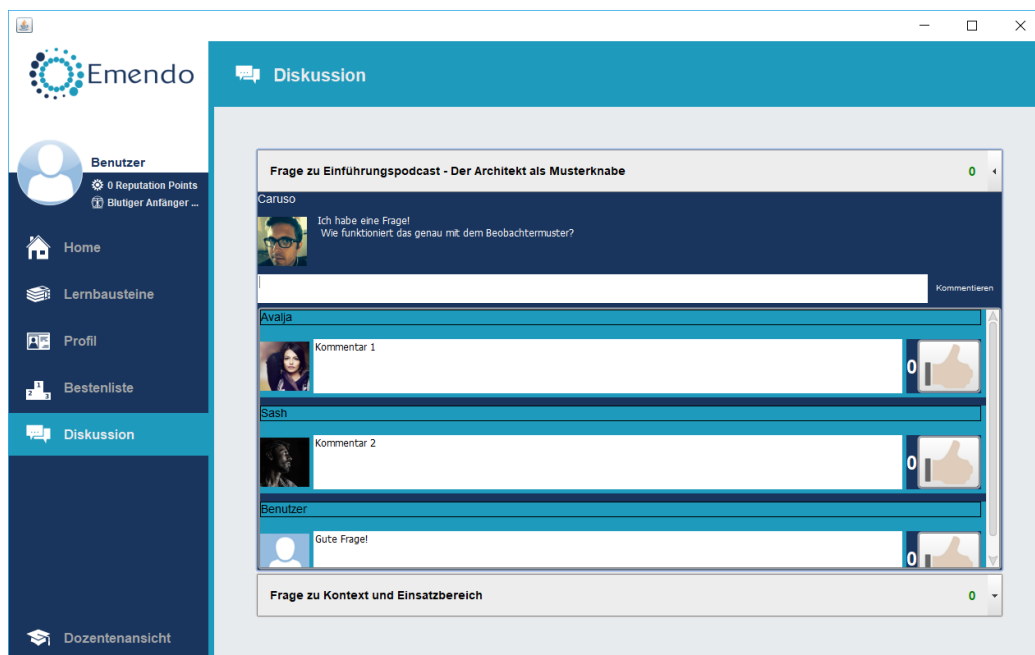 Emendo
Diskussion
Benutzer
0 Reputation Points
Blutiger Anfänger ...
Home
Lernbausteine
Profil
Bestenliste
Diskussion
Dozentenansicht
Frage zu Einführungspodcast - Der Architekt als Musterknabe 0
Caruso
Ich habe eine Frage!
Wie funktioniert das genau mit dem Beobachtermuster?
Kommentieren
Avalja
Kommentar 1
0
Sash
Kommentar 2
0
Benutzer
Gute Frage!
0
Frage zu Kontext und Einsatzbereich 0